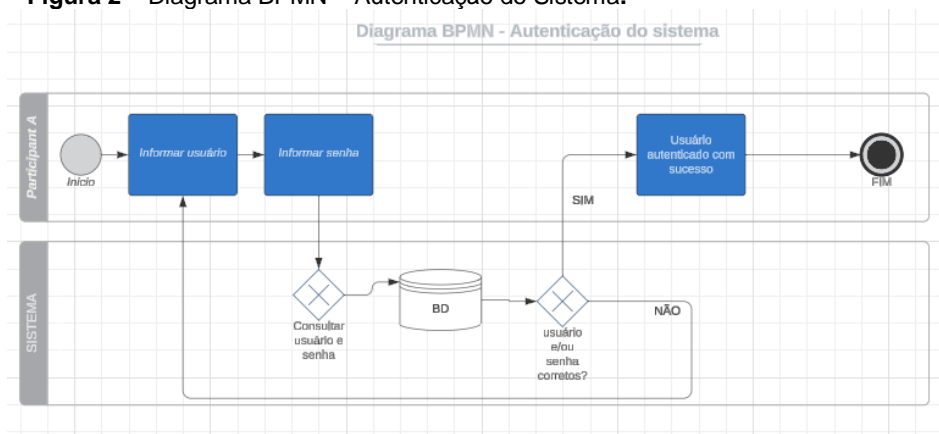 Figura 2 – Diagrama BPMN – Autenticação do Sistema.
Diagrama BPMN - Autenticação do sistema
Participant A
Início
Informar usuário
Informar senha
Usuário
autenticado com
sucesso
FIM
SIM
SISTEMA
Consultar
usuário e
senha
BD
usuário
e/ou
senha
corretos?
NÃO